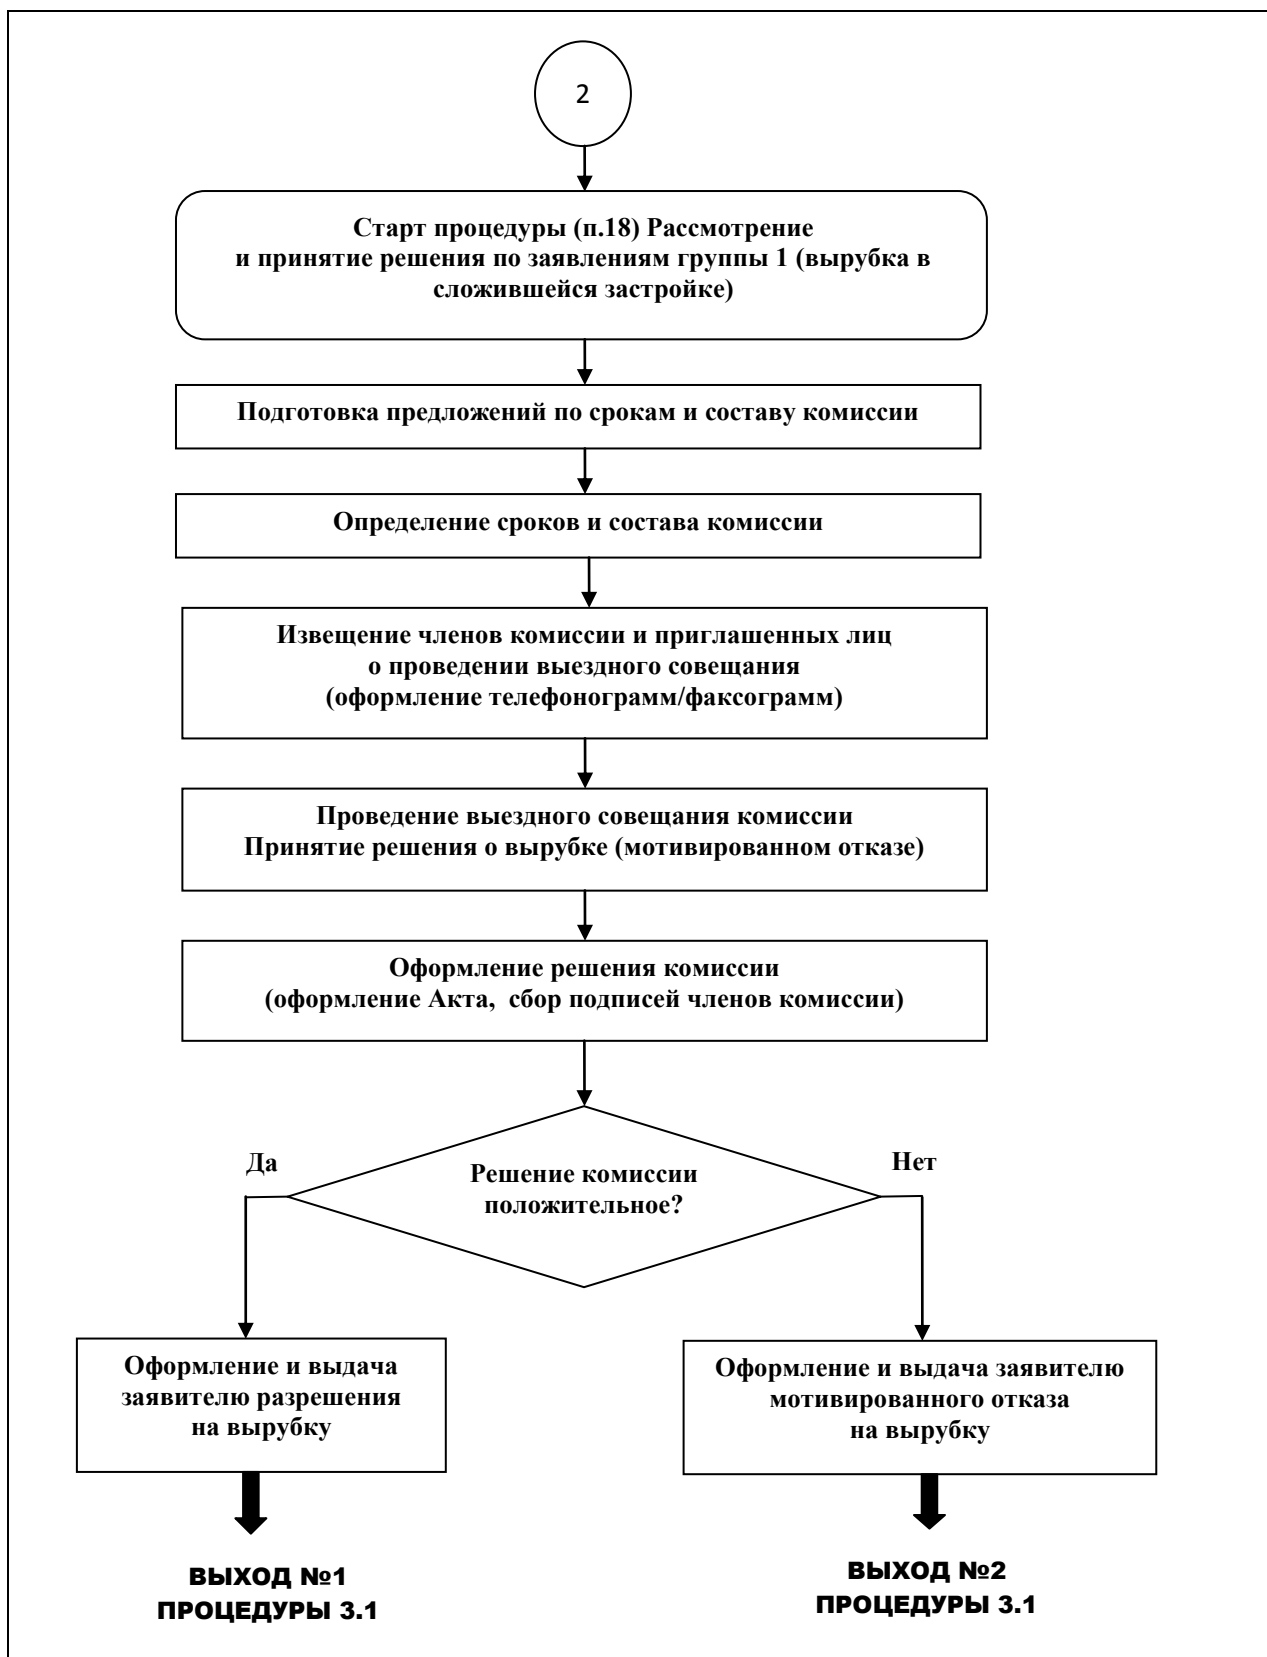 2
Старт процедуры (п.18) Рассмотрение
и принятие решения по заявлениям группы 1 (вырубка в
сложившейся застройке)
Подготовка предложений по срокам и составу комиссии
Определение сроков и состава комиссии
Извещение членов комиссии и приглашенных лиц
о проведении выездного совещания
(оформление телефонограмм/факсограмм)
Проведение выездного совещания комиссии
Принятие решения о вырубке (мотивированном отказе)
Оформление решения комиссии
(оформление Акта, сбор подписей членов комиссии)
Да
Нет
Решение комиссии
положительное?
Оформление и выдача
заявителю разрешения
на вырубку
Оформление и выдача заявителю
мотивированного отказа
на вырубку
ВЫХОД №1
ПРОЦЕДУРЫ 3.1
ВЫХОД №2
ПРОЦЕДУРЫ 3.1